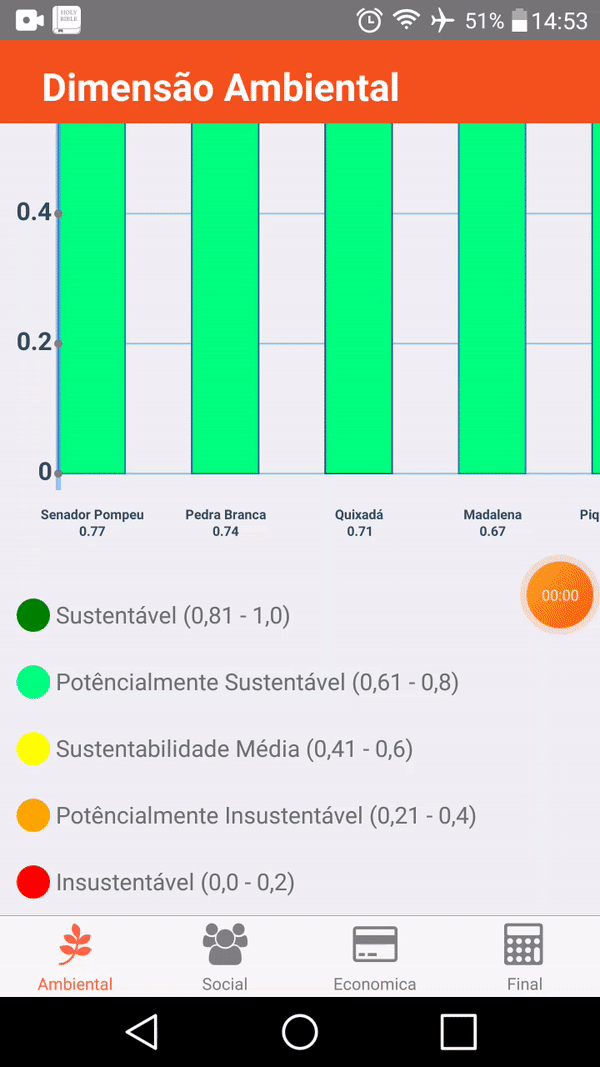 HOLY
BIBLE
51%
14:53
Dimensão Ambiental
0.4
0.2
0
Senador Pompeu
0.77
Pedra Branca
0.74
Quixadá
0.71
Madalena
0.67
Piq
00:00
Sustentável (0,81 - 1,0)
Potêncialmente Sustentável (0,61 - 0,8)
Sustentabilidade Média (0,41 - 0,6)
Potêncialmente Insustentável (0,21 - 0,4)
Insustentável (0,0 - 0,2)
Ambiental
Social
Economica
Final